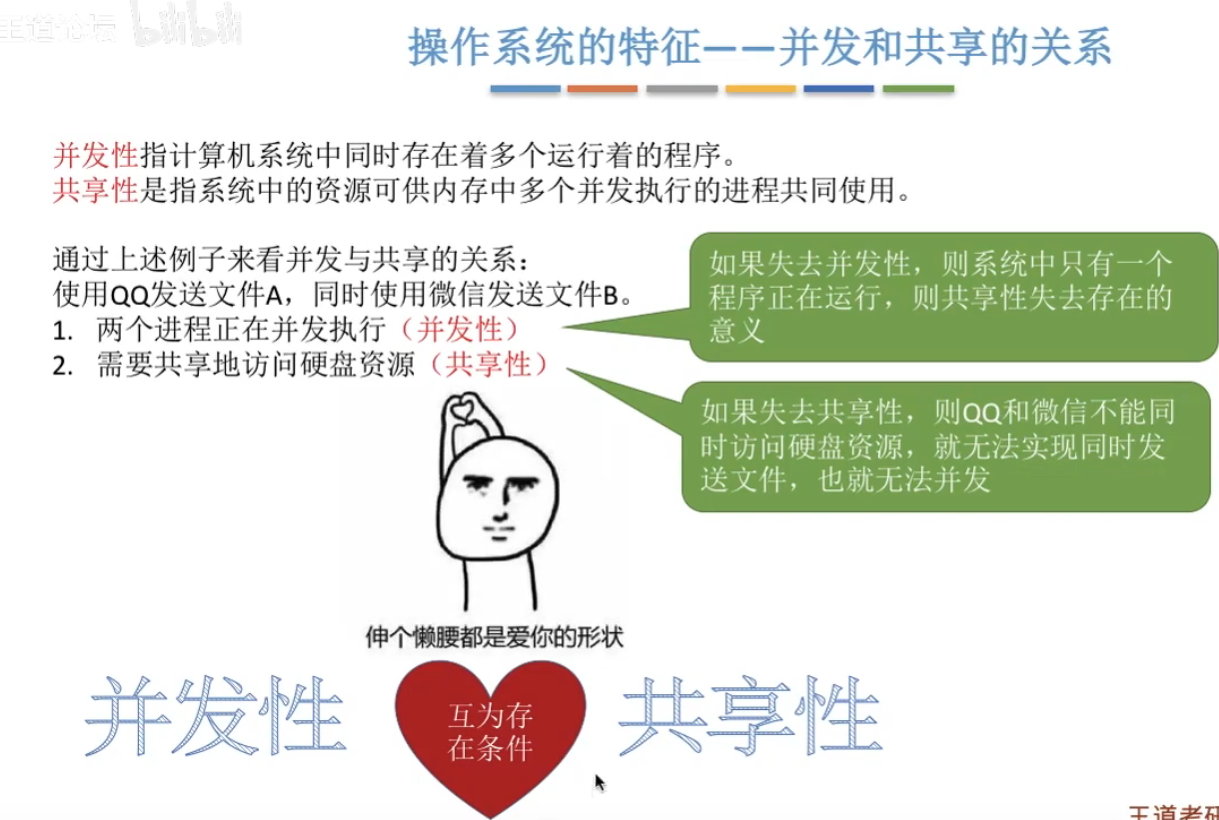 王道论坛 bilibili
操作系统的特征——并发和共享的关系
并发性指计算机系统中同时存在着多个运行着的程序。
共享性是指系统中的资源可供内存中多个并发执行的进程共同使用。
通过上述例子来看并发与共享的关系：
使用QQ发送文件A，同时使用微信发送文件B。
1. 两个进程正在并发执行（并发性）
2. 需要共享地访问硬盘资源（共享性）
如果失去并发性，则系统中只有一个
程序正在运行，则共享性失去存在的
意义
如果失去共享性，则QQ和微信不能同
时访问硬盘资源，就无法实现同时发
送文件，也就无法并发
伸个懒腰都是爱你的形状
并发性
互为存
在条件
共享性
王道考研